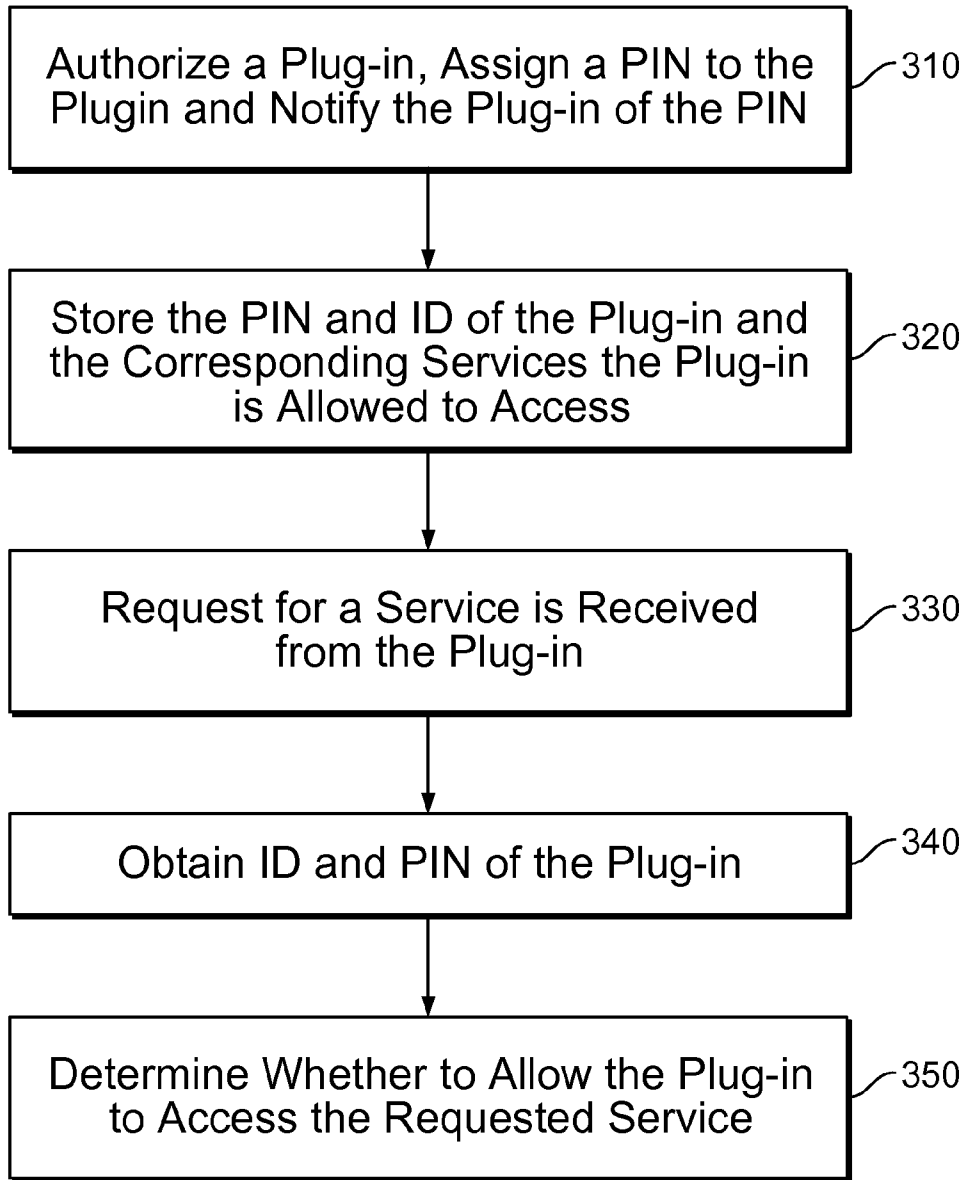 Authorize a Plug-in, Assign a PIN to the
Plugin and Notify the Plug-in of the PIN
310
Store the PIN and ID of the Plug-in and
the Corresponding Services the Plug-in
is Allowed to Access
320
Request for a Service is Received
from the Plug-in
330
Obtain ID and PIN of the Plug-in
340
Determine Whether to Allow the Plug-in
to Access the Requested Service
350